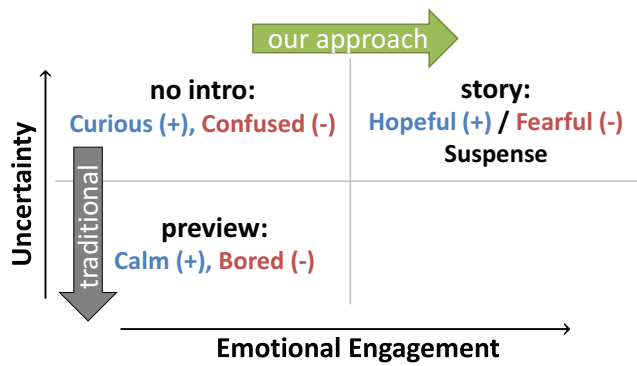 our approach
no intro:
Curious (+), Confused (-)
story:
Hopeful (+) / Fearful (-)
Suspense
Uncertainty
traditional
preview:
Calm (+), Bored (-)
Emotional Engagement